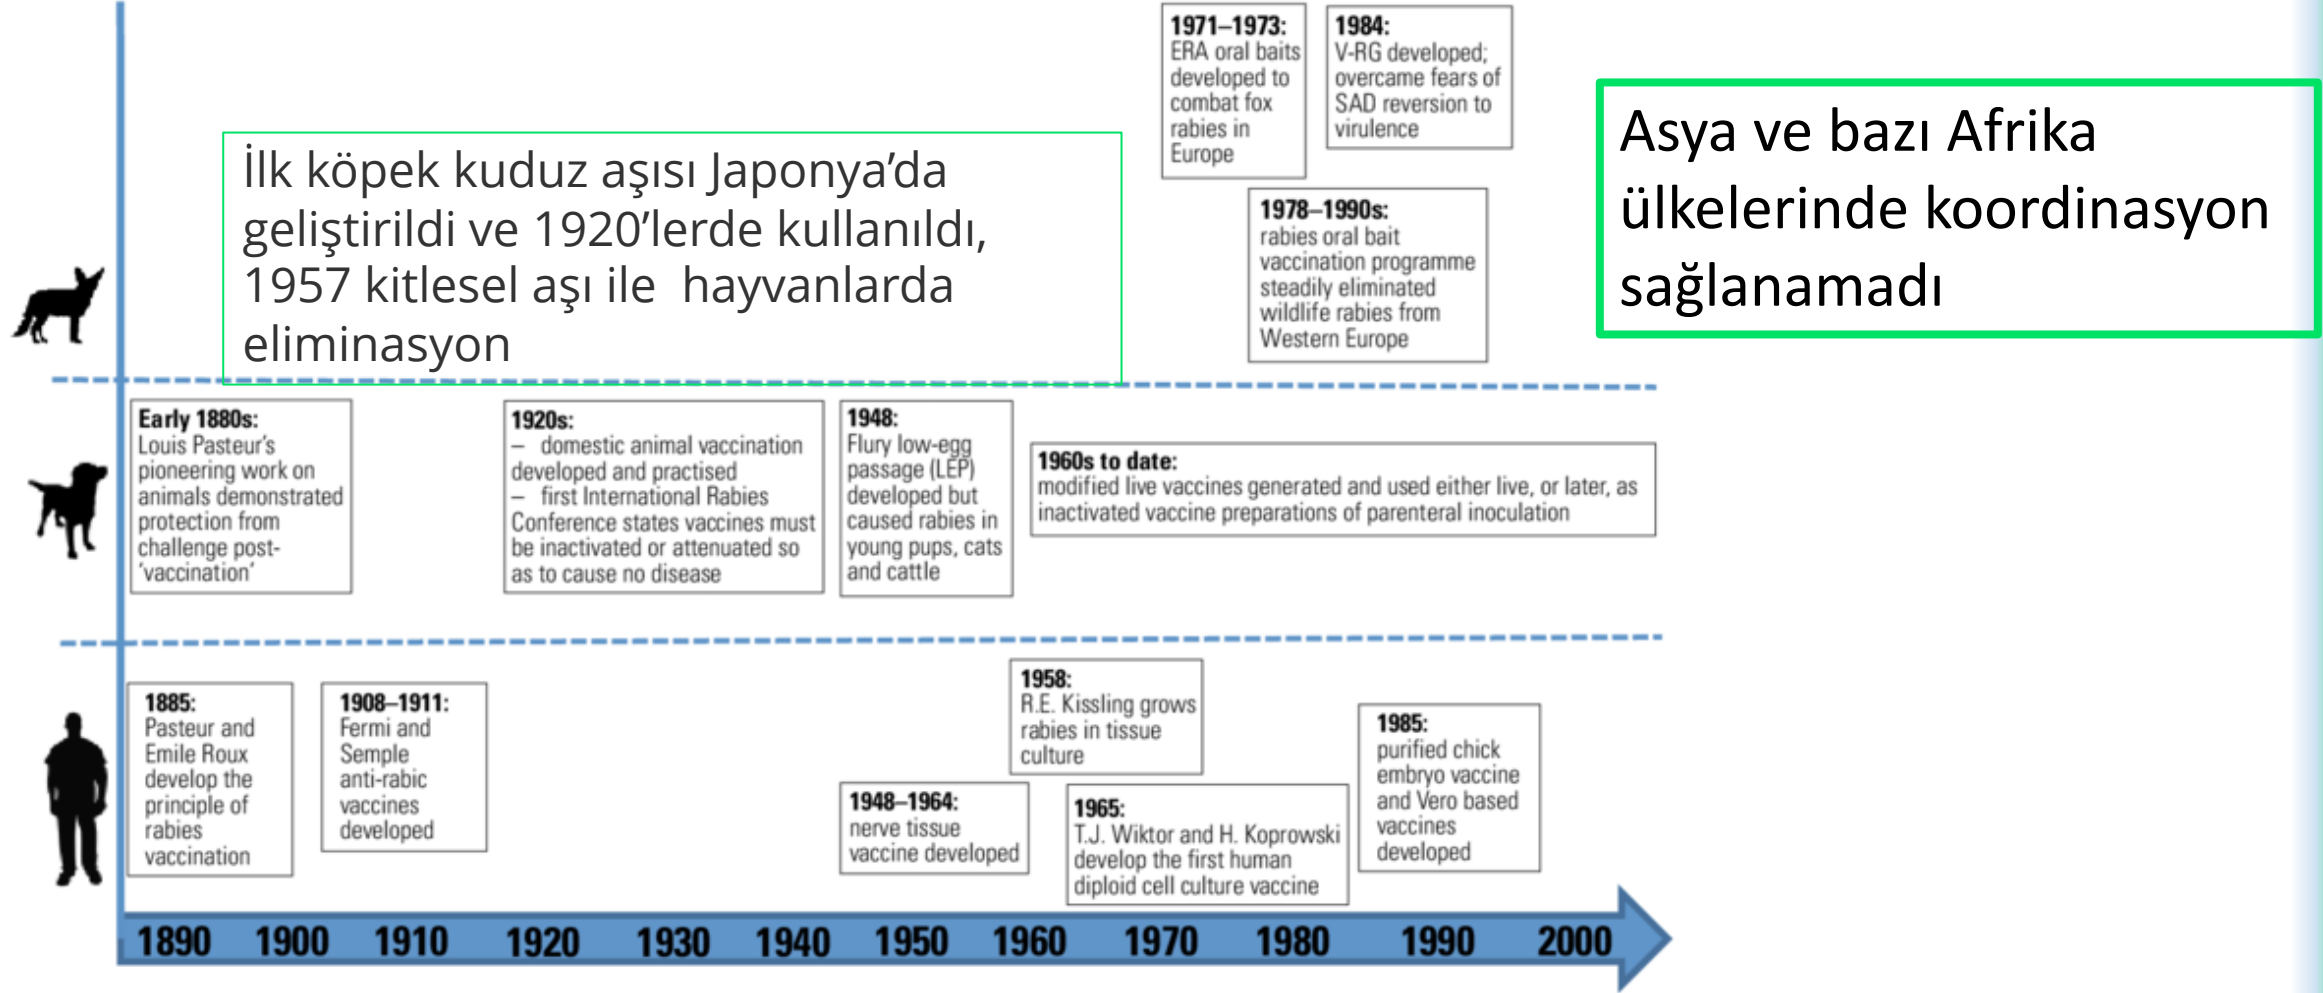 1971–1973:
ERA oral baits
developed to
combat fox
rabies in
Europe
1984:
V-RG developed;
overcame fears of
SAD reversion to
virulence
Asya ve bazı Afrika
ülkelerinde koordinasyon
sağlanamadı
İlk köpek kuduz aşısı Japonya’da
geliştirildi ve 1920’lerde kullanıldı,
1957 kitlesel aşı ile  hayvanlarda
eliminasyon
1978–1990s:
rabies oral bait
vaccination programme
steadily eliminated
wildlife rabies from
Western Europe
Early 1880s:
Louis Pasteur’s
pioneering work on
animals demonstrated
protection from
challenge post-
‘vaccination’
1920s:
– domestic animal vaccination
developed and practised
– first International Rabies
Conference states vaccines must
be inactivated or attenuated so
as to cause no disease
1948:
Flury low-egg
passage (LEP)
developed but
caused rabies in
young pups, cats
and cattle
1960s to date:
modified live vaccines generated and used either live, or later, as
inactivated vaccine preparations of parenteral inoculation
1885:
Pasteur and
Emile Roux
develop the
principle of
rabies
vaccination
1908–1911:
Fermi and
Semple
anti-rabic
vaccines
developed
1948–1964:
nerve tissue
vaccine developed
1958:
R.E. Kissling grows
rabies in tissue
culture
1965:
T.J. Wiktor and H. Koprowski
develop the first human
diploid cell culture vaccine
1985:
purified chick
embryo vaccine
and Vero based
vaccines
developed
1890 1900 1910 1920 1930 1940 1950 1960 1970 1980 1990 2000